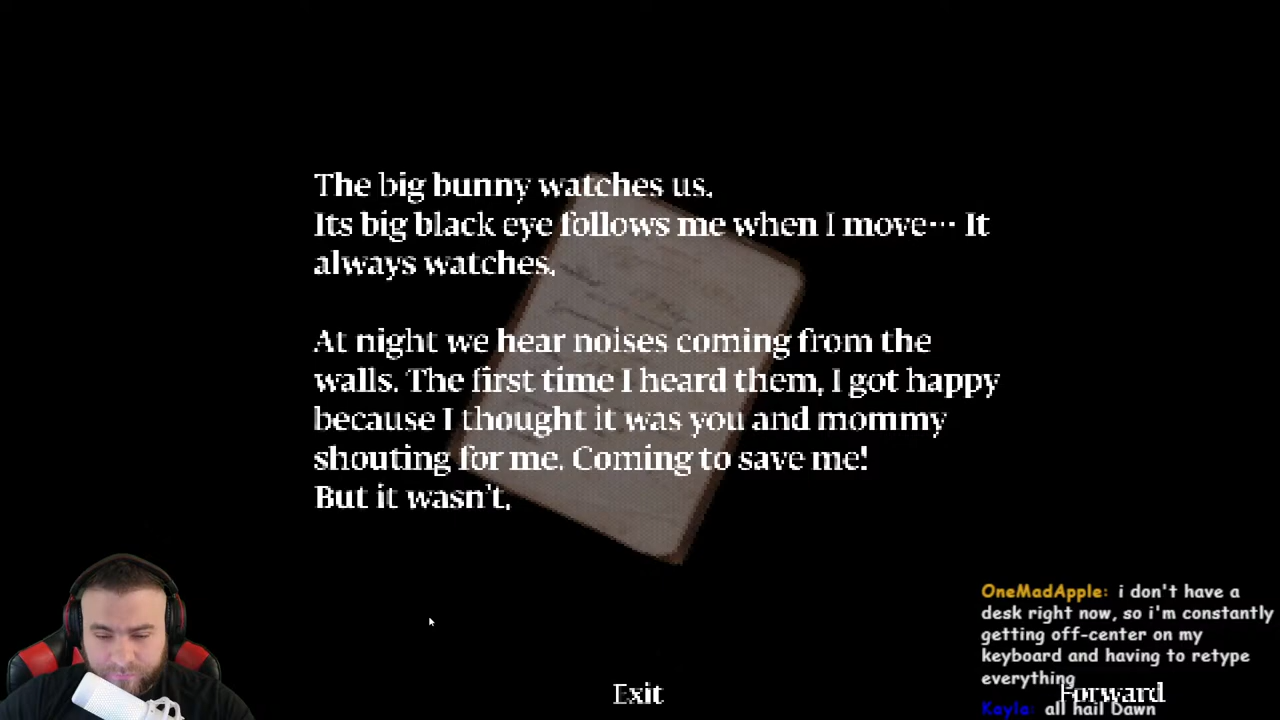 The big bunny watches us.
Its big black eye follows me when I move... It
always watches.
At night we hear noises coming from the
walls. The first time I heard them, I got happy
because I thought it was you and mommy
shouting for me. Coming to save me!
But it wasn't.
OneMadApple: i don't have a
desk right now, so i'm constantly
getting off-center on my
keyboard and having to retype
everything
Exit
Forward
Kayla: all hail Dawn